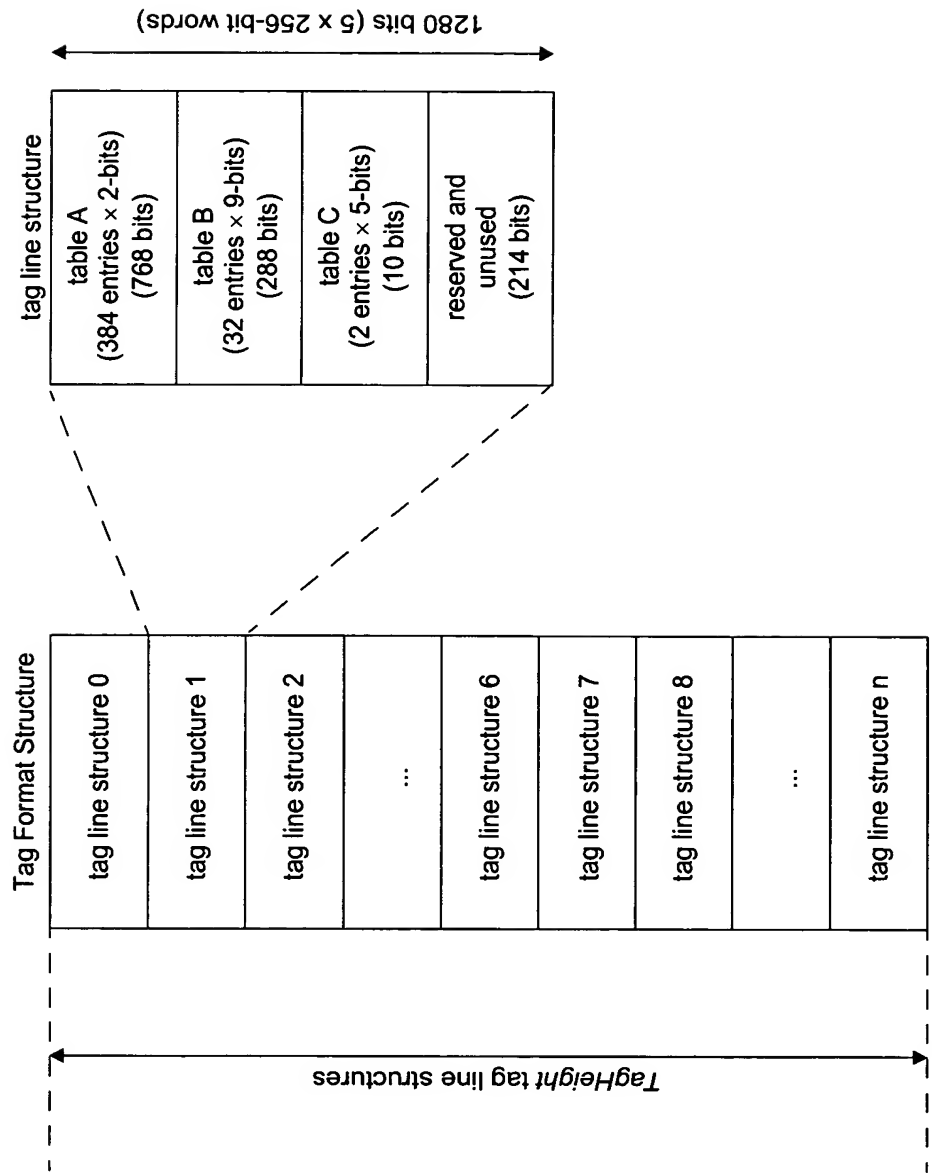 Tag Format Structure
tag line structure 0
tag line structure 1
tag line structure 2
...
tag line structure 6
tag line structure 7
tag line structure 8
...
tag line structure n
TagHeight tag line structures
tag line structure
table A
(384 entries × 2-bits)
(768 bits)
table B
(32 entries × 9-bits)
(288 bits)
table C
(2 entries × 5-bits)
(10 bits)
reserved and
unused
(214 bits)
1280 bits (5 x 256-bit words)